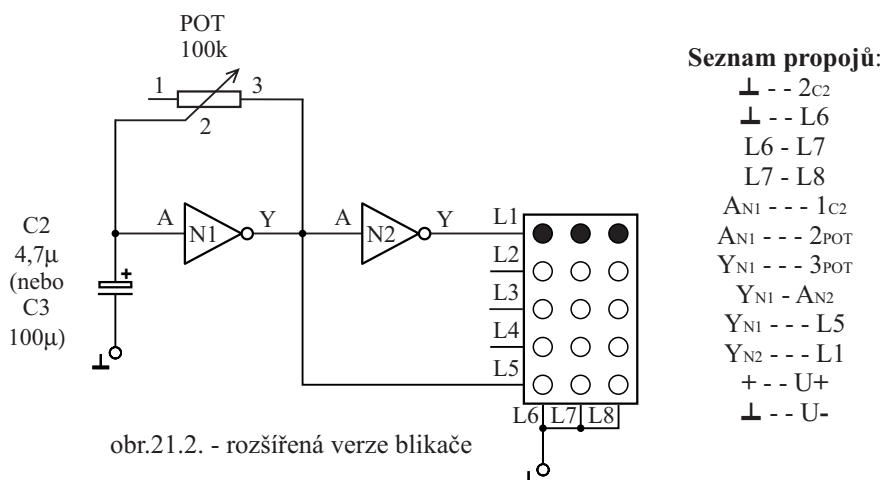 POT
100k
1
3
2
A
N1
Y
A
N2
Y
C2
4,7µ
(nebo
C3
100µ)
+
L1
L2
L3
L4
L5
L6 L7 L8
obr.21.2. - rozšířená verze blikače
Seznam propojů:
⊥ - - 2C2
⊥ - - L6
L6 - L7
L7 - L8
AN1 - - - 1C2
AN1 - - - 2POT
YN1 - - - 3POT
YN1 - AN2
YN1 - - - L5
YN2 - - - L1
+ - - U+
⊥ - - U-